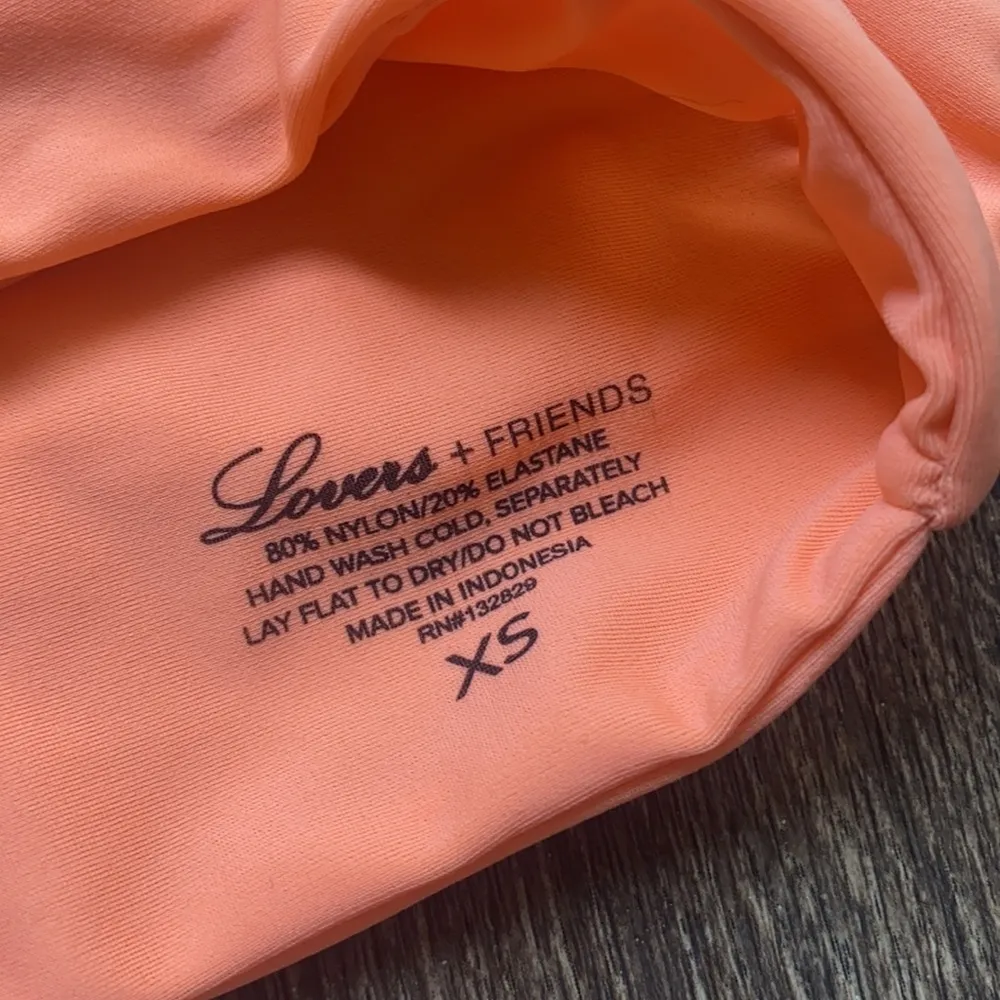 Lovers + FRIENDS
80% NYLON/20% ELASTANE
HAND WASH COLD, SEPARATELY
LAY FLAT TO DRY/DO NOT BLEACH
MADE IN INDONESIA
RN#132829
XS